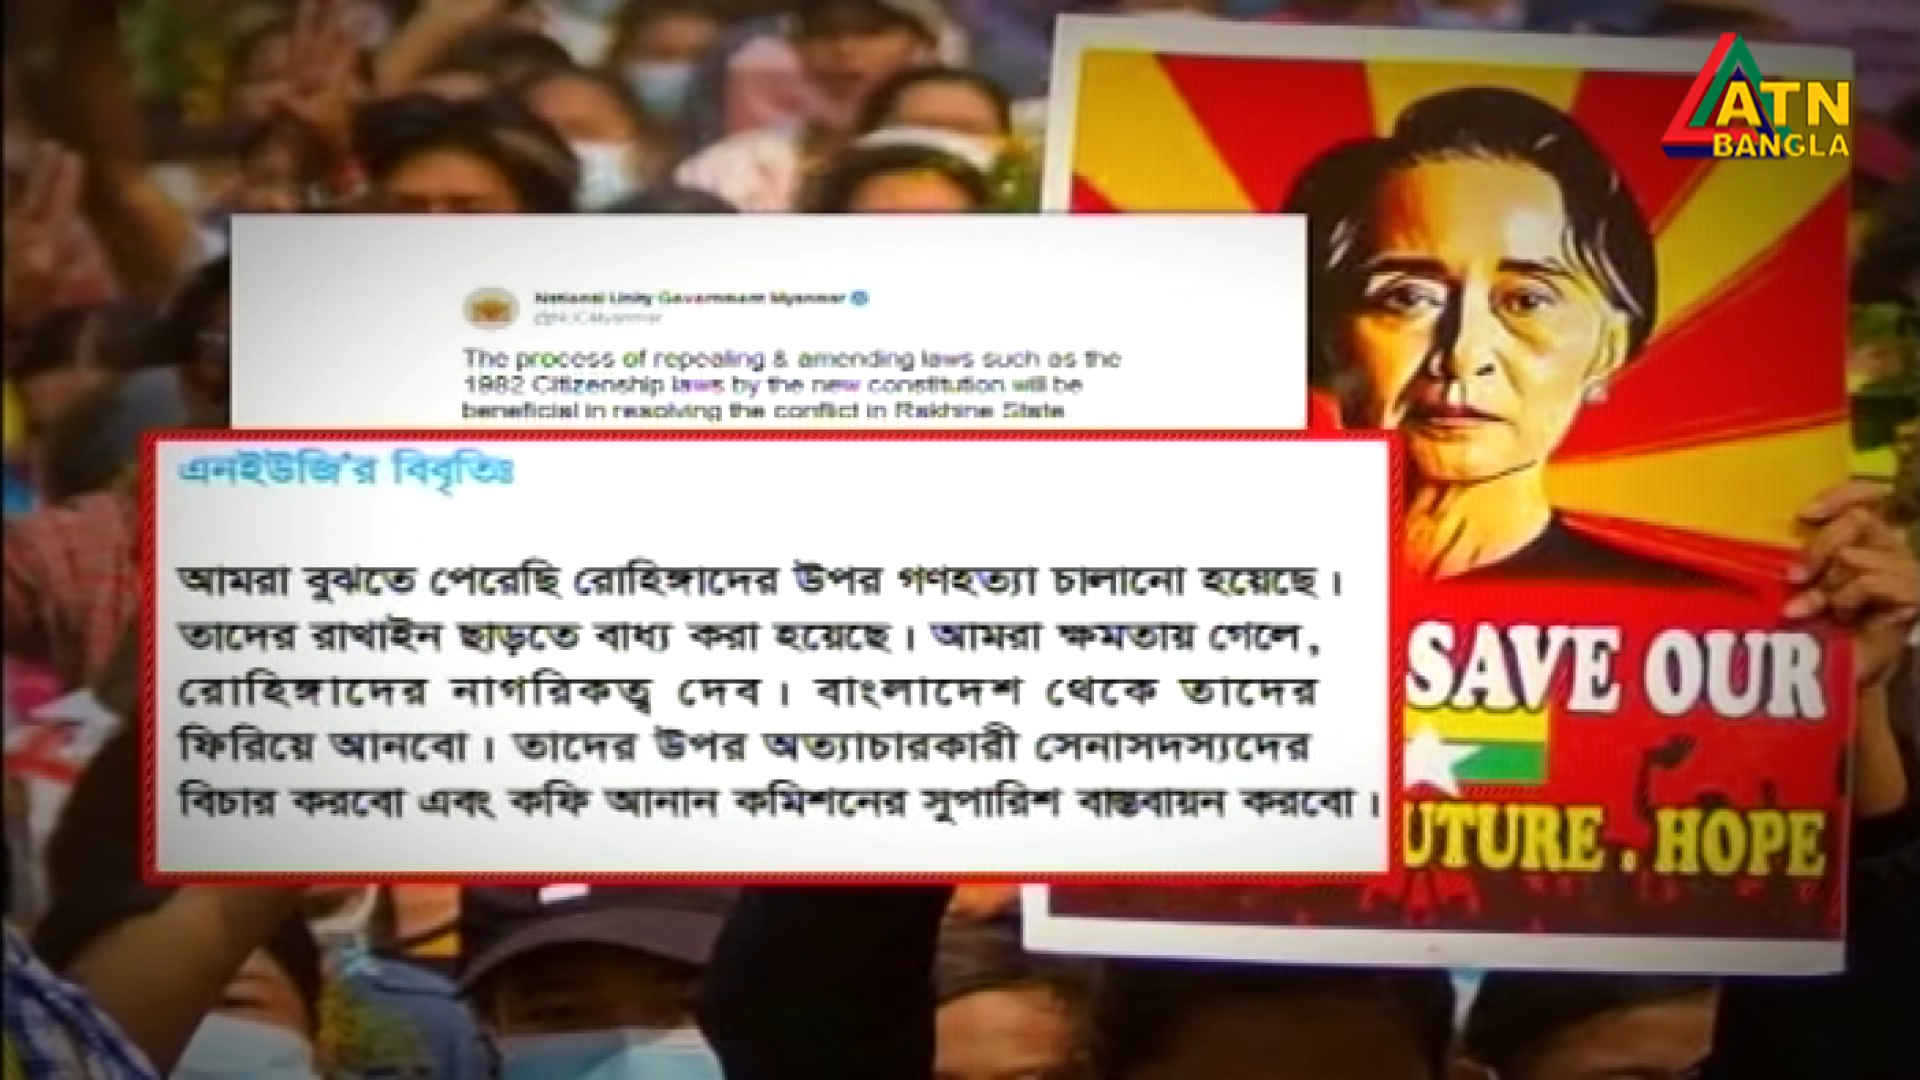 ATN
BANGLA
National Unity Government Myanmar
The process of repealing & amending laws such as the
1982 Citizenship laws by the new constitution will be
beneficial in resolving the conflict in Rakhine State
এনইউজি'র বিবৃতিঃ
আমরা বুঝতে পেরেছি রোহিঙ্গাদের উপর গণহত্যা চালানো হয়েছে।
তাদের রাখাইন ছাড়তে বাধ্য করা হয়েছে। আমরা ক্ষমতায় গেলে,
রোহিঙ্গাদের নাগরিকত্ব দেব। বাংলাদেশ থেকে তাদের
ফিরিয়ে আনবো। তাদের উপর অত্যাচারকারী সেনাসদস্যদের
বিচার করবো এবং কফি আনান কমিশনের সুপারিশ বাস্তবায়ন করবো।
SAVE OUR
UTURE . HOPE